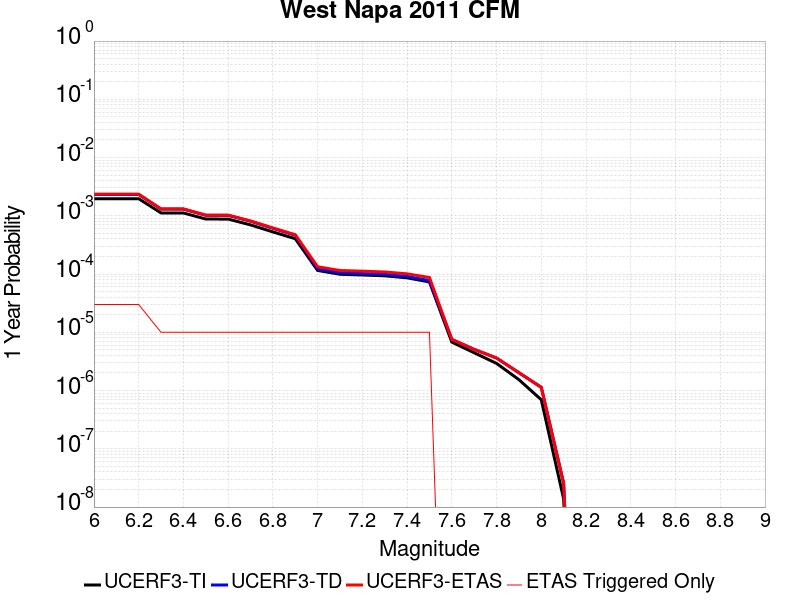 West Napa 2011 CFM
10^0
10^-1
10^-2
10^-3
10^-4
10^-5
10^-6
10^-7
10^-8
1 Year Probability
6 6.2 6.4 6.6 6.8 7 7.2 7.4 7.6 7.8 8 8.2 8.4 8.6 8.8 9
Magnitude
UCERF3-TI UCERF3-TD UCERF3-ETAS ETAS Triggered Only